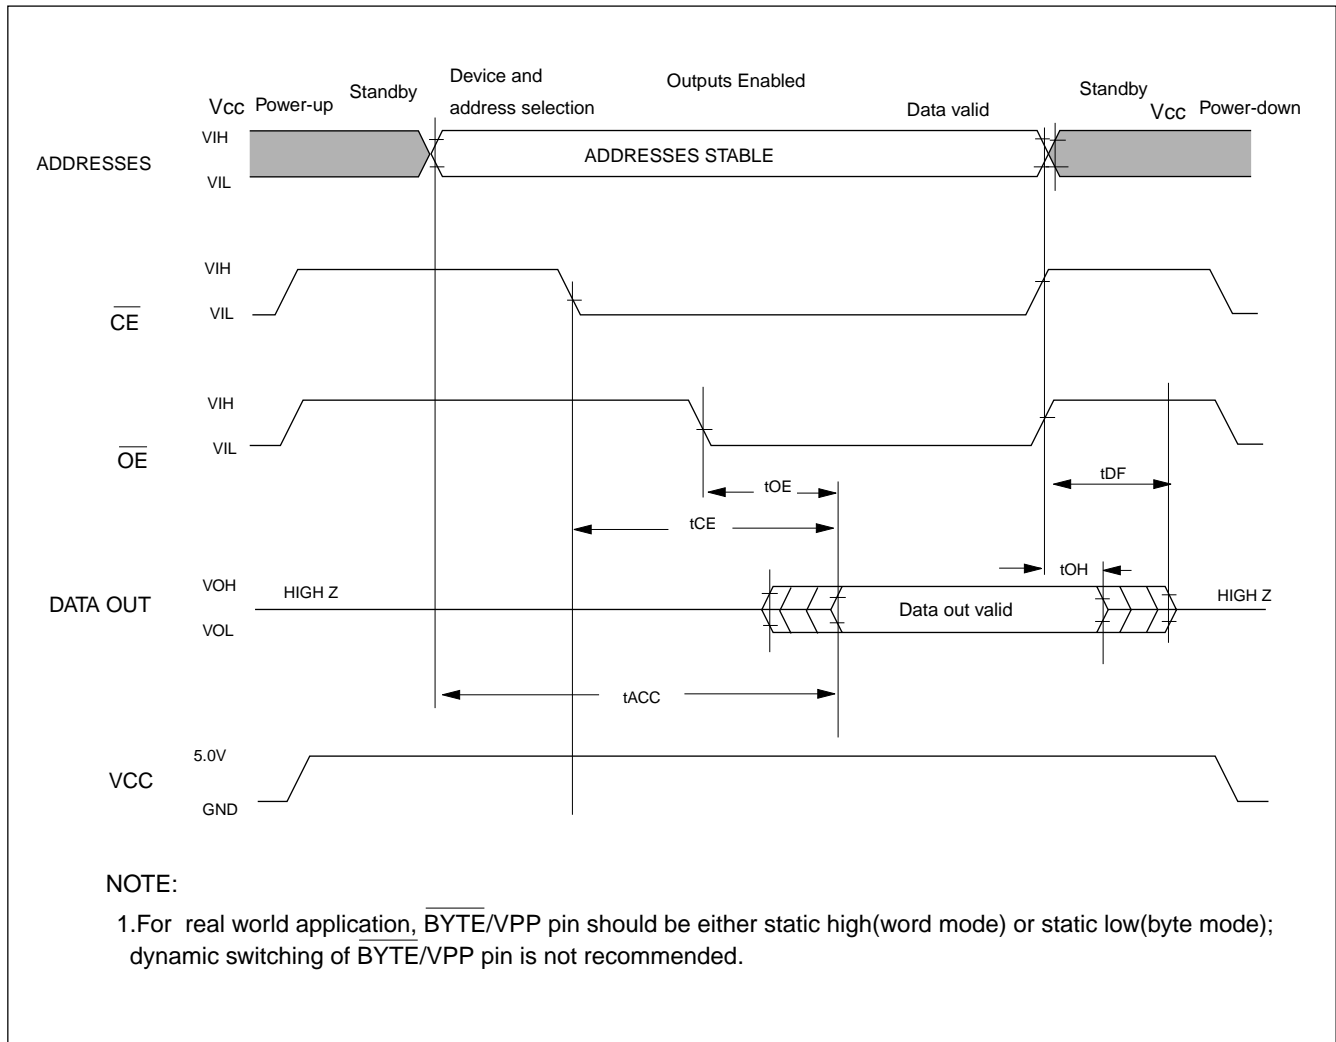 Device and
Outputs Enabled
Standby
Standby
Vcc Power-up
address selection
Data valid
Vcc Power-down
VIH
ADDRESSES
ADDRESSES STABLE
VIL
VIH
CE
VIL
VIH
OE
VIL
tOE
tDF
tCE
tOH
VOH
HIGH Z
DATA OUT
Data out valid
HIGH Z
VOL
tACC
5.0V
VCC
GND
NOTE:
1.For real world application, BYTE/VPP pin should be either static high(word mode) or static low(byte mode);
dynamic switching of BYTE/VPP pin is not recommended.